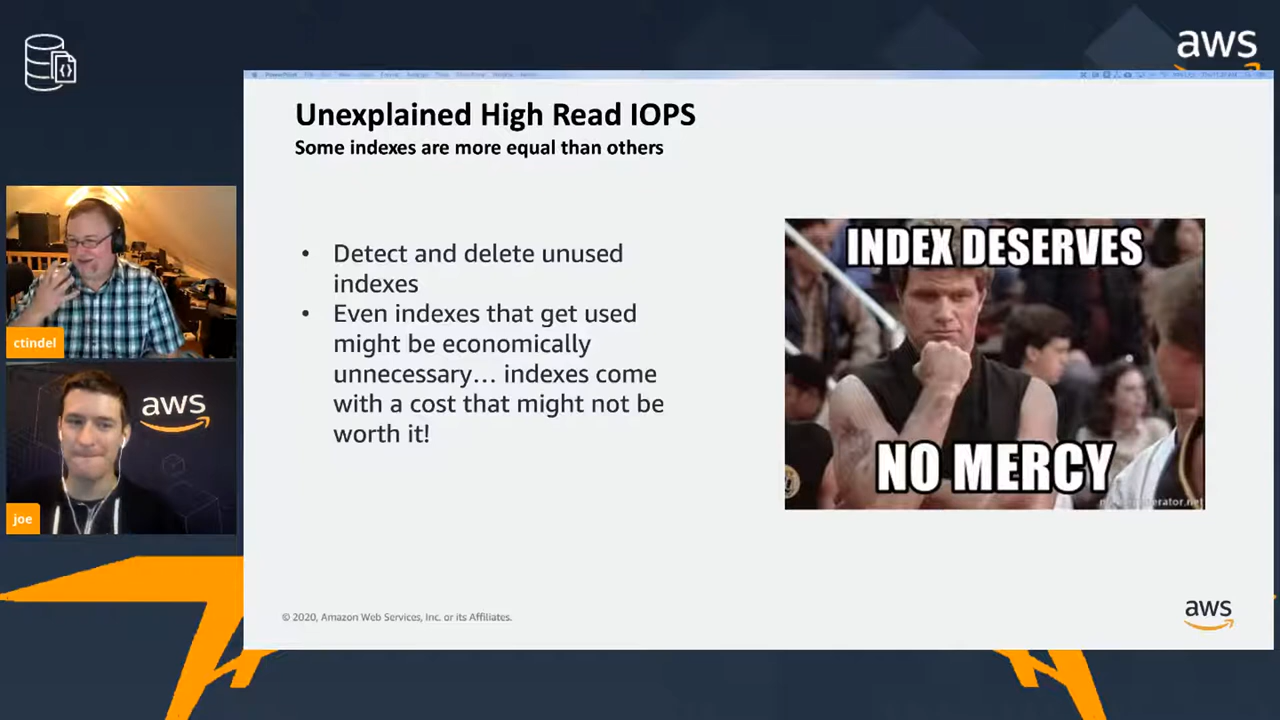 aws
Unexplained High Read IOPS
Some indexes are more equal than others
• Detect and delete unused
indexes
• Even indexes that get used
might be economically
unnecessary... indexes come
with a cost that might not be
worth it!
INDEX DESERVES
NO MERCY
ctindel
aws
joe
© 2020, Amazon Web Services, Inc. or its Affiliates.
aws